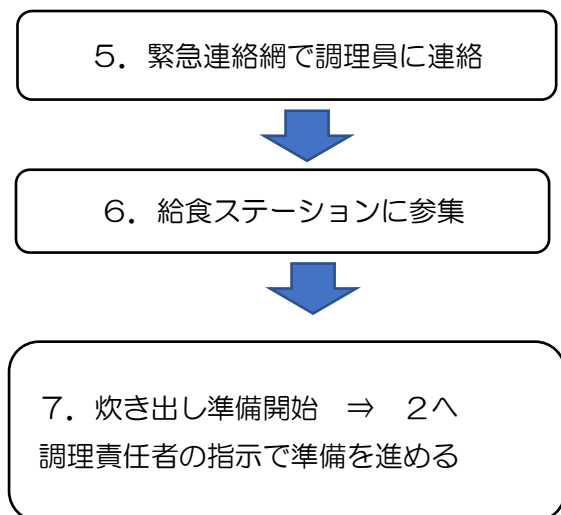 ５．緊急連絡網で調理員に連絡
６．給食ステーションに参集
７．炊き出し準備開始　⇒　２へ
調理責任者の指示で準備を進める